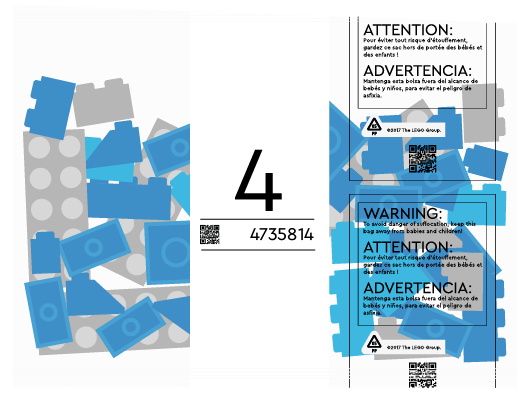 ATTENTION:
Pour éviter tout risque d'étouffement,
gardez ce sac hors de portée des bébés et
des enfants !
ADVERTENCIA:
Mantenga esta bolsa fuera del alcance de
bebés y niños, para evitar el peligro de
asfixia.
05
PP
©2017 The LEGO Group.
4
4735814
WARNING:
To avoid danger of suffocation, keep this
bag away from babies and children!
ATTENTION:
Pour éviter tout risque d'étouffement,
gardez ce sac hors de portée des bébés et
des enfants !
ADVERTENCIA:
Mantenga esta bolsa fuera del alcance de
bebés y niños, para evitar el peligro de
asfixia.
05
PP
©2017 The LEGO Group.